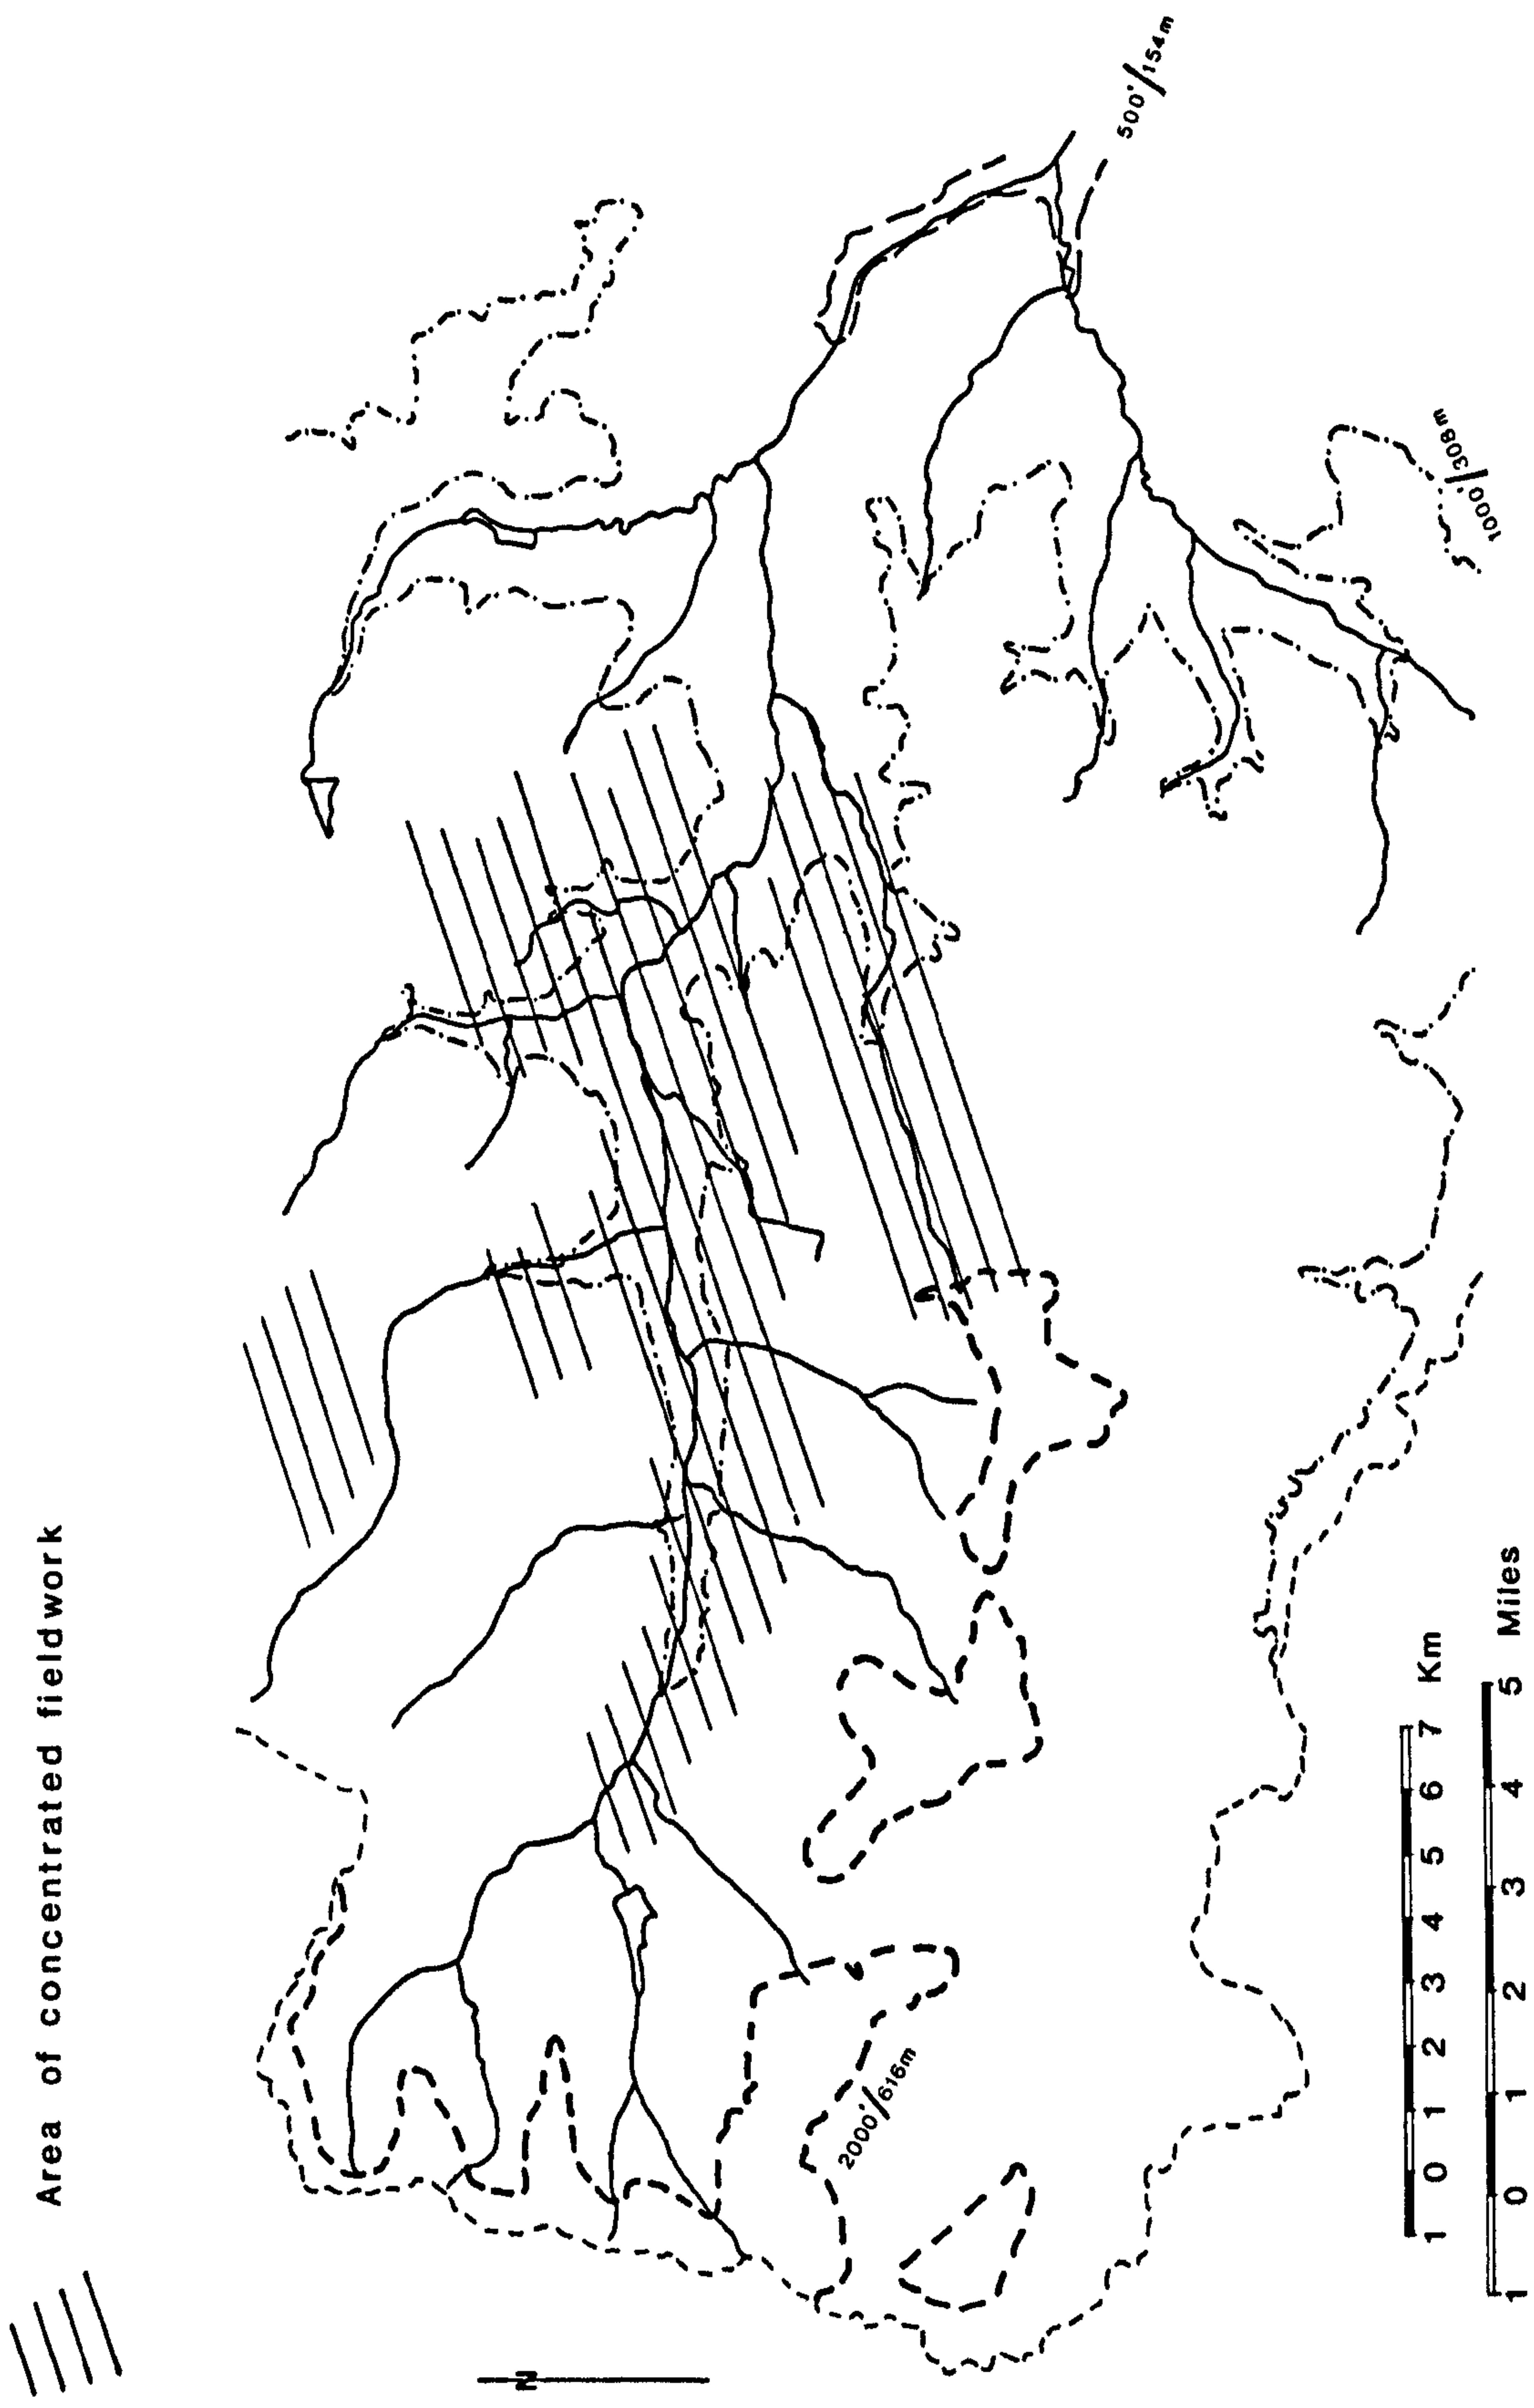 Area of concentrated fieldwork
500'/154m
1000'/308m
2000'/616m
N
1 0 1 2 3 4 5 6 7 Km
1 0 1 2 3 4 5 Miles